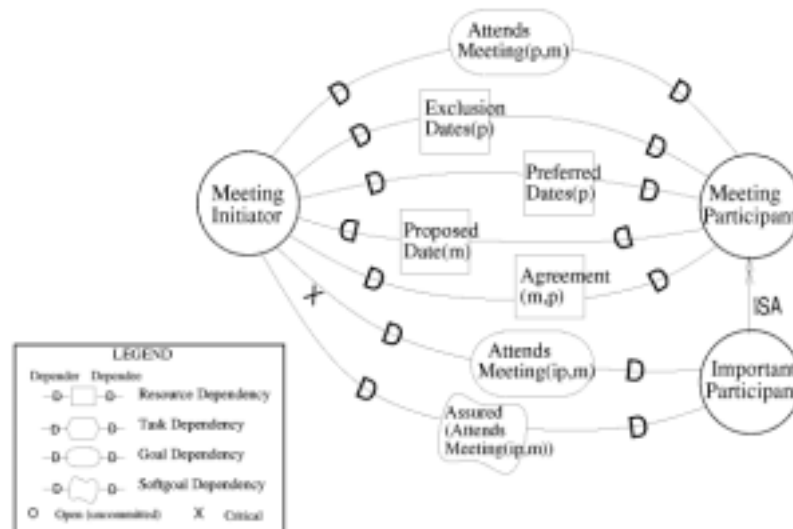 Attends
Meeting(p,m)
D
D
Exclusion
Dates(p)
D
D
Preferred
Dates(p)
D
D
Meeting
Initiator
Meeting
Participant
Proposed
Date(m)
D
D
Agreement
(m,p)
D
D
X
ISA
Attends
Meeting(ip,m)
D
D
Important
Participant
Assured
(Attends
Meeting(ip,m))
D
D
LEGEND
Depender Dependee
D D Resource Dependency
D D Task Dependency
D D Goal Dependency
D D Softgoal Dependency
O Open (uncommitted) X Critical